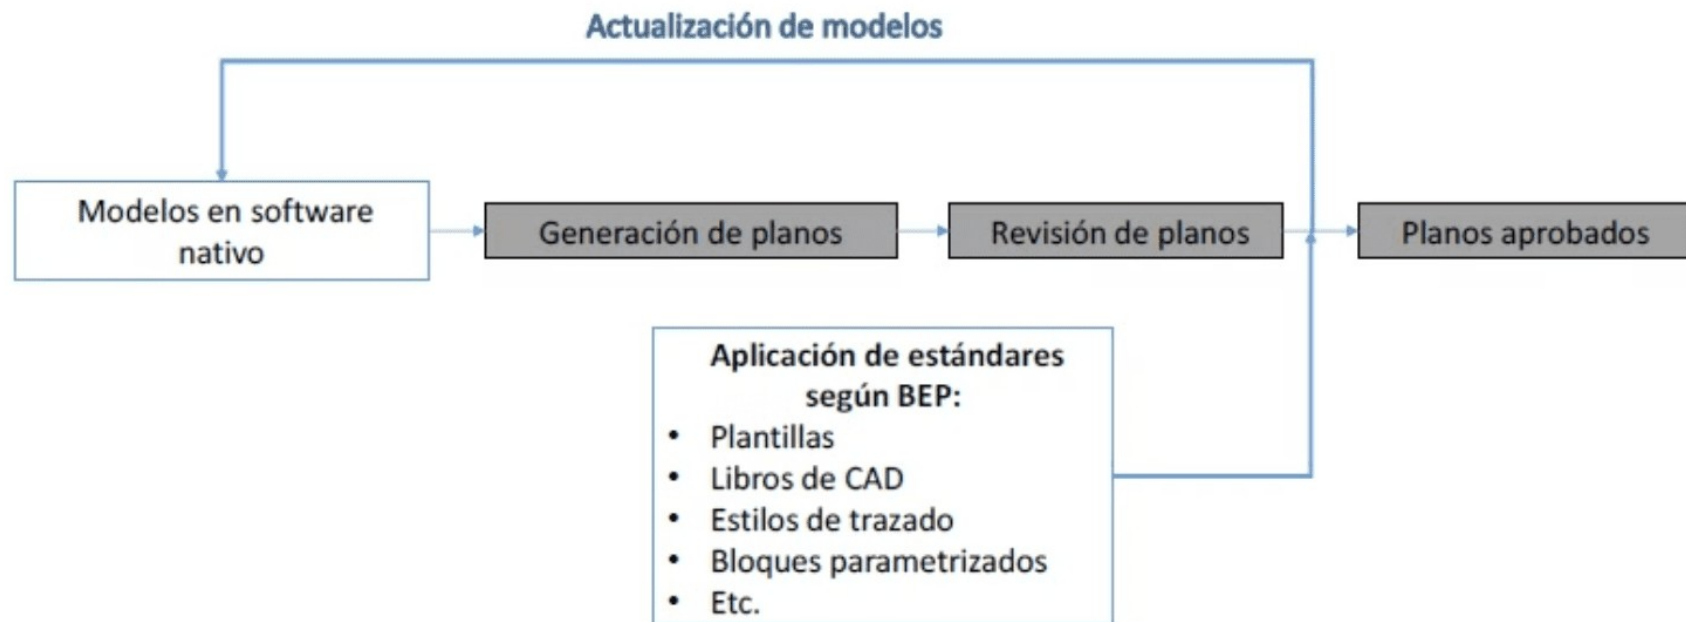 Actualización de modelos
Modelos en software
nativo
Generación de planos
Revisión de planos
Planos aprobados
Aplicación de estándares
según BEP:
• Plantillas
• Libros de CAD
• Estilos de trazado
• Bloques parametrizados
• Etc.